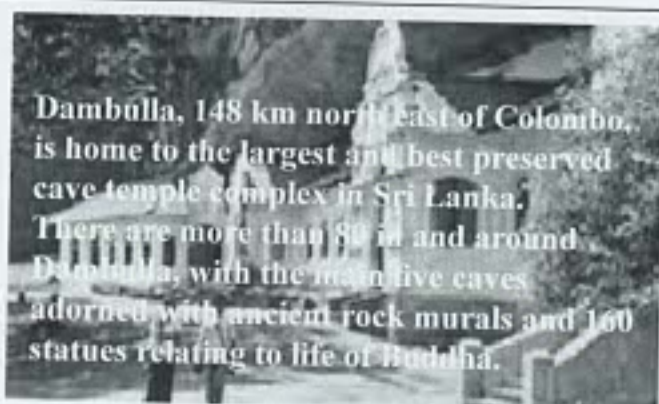 Dambulla, 148 km north east of Colombo,
is home to the largest and best preserved
cave temple complex in Sri Lanka.
There are more than 80 in and around
Dambulla, with the main five caves
adorned with ancient rock murals and 160
statues relating to life of Buddha.